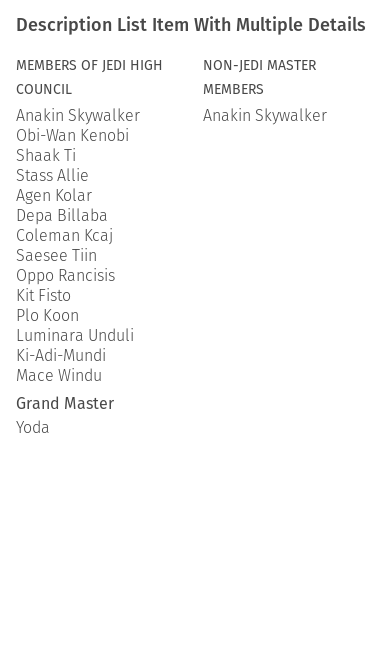 Description List Item With Multiple Details
MEMBERS OF JEDI HIGH
COUNCIL
Anakin Skywalker
Obi-Wan Kenobi
Shaak Ti
Stass Allie
Agen Kolar
Depa Billaba
Coleman Kcaj
Saesee Tiin
Oppo Rancisis
Kit Fisto
Plo Koon
Luminara Unduli
Ki-Adi-Mundi
Mace Windu
Grand Master
Yoda
NON-JEDI MASTER
MEMBERS
Anakin Skywalker